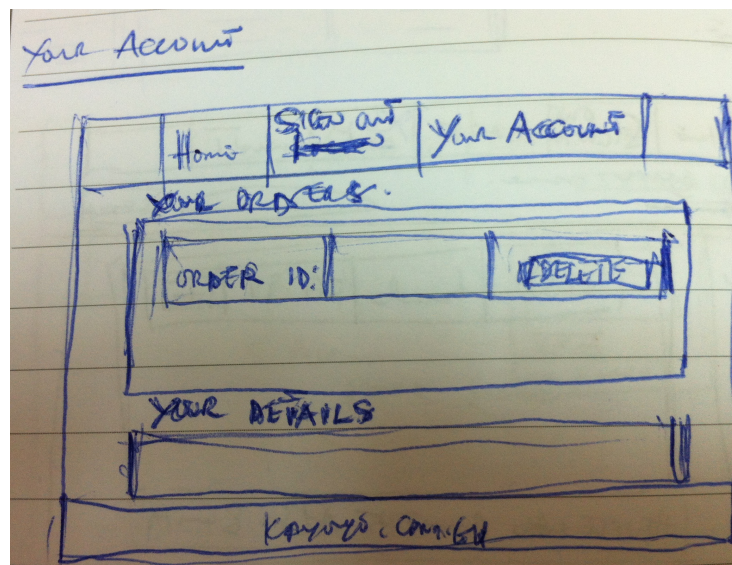 Your Account
Home
Sign out
Your Account
YOUR ORDERS.
ORDER ID:
DELETE
YOUR DETAILS